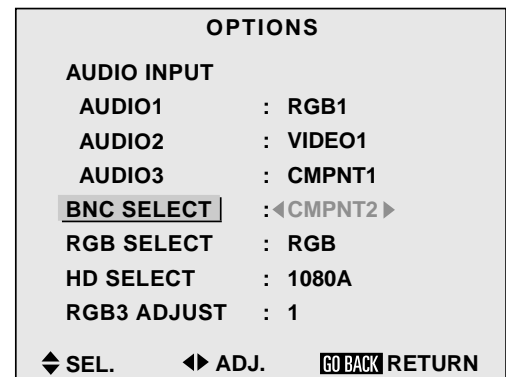 OPTIONS
AUDIO INPUT
AUDIO1 : RGB1
AUDIO2 : VIDEO1
AUDIO3 : CMPNT1
BNC SELECT : ◀CMPNT2▶
RGB SELECT : RGB
HD SELECT : 1080A
RGB3 ADJUST : 1
SEL. ADJ. GO BACK RETURN